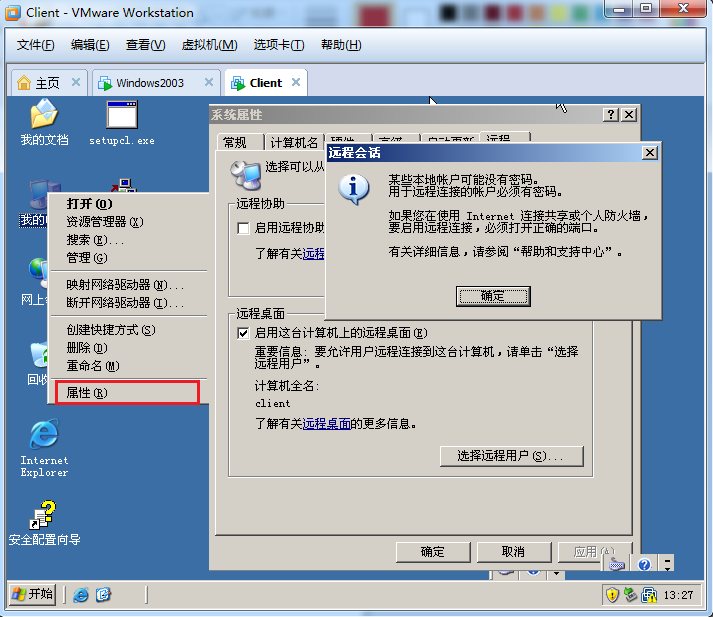 Client - VMware Workstation
文件(F) 编辑(E) 查看(V) 虚拟机(M) 选项卡(T) 帮助(H)
主页 Windows2003 Client
我的文档
setupcl.exe
系统属性
常规 计算机名
远程会话
选择可以从
某些本地帐户可能没有密码。
用于远程连接的帐户必须有密码。
如果您在使用 Internet 连接共享或个人防火墙，
要启用远程连接，必须打开正确的端口。
有关详细信息，请参阅“帮助和支持中心”。
确定
远程协助
启用远程协助
了解有关远程
我的
网上
回收
打开(O)
资源管理器(X)
搜索(E)...
管理(G)
映射网络驱动器(N)...
断开网络驱动器(I)...
创建快捷方式(S)
删除(D)
重命名(M)
属性(R)
远程桌面
启用这台计算机上的远程桌面(E)
重要信息: 要允许用户远程连接到这台计算机，请单击“选择
远程用户”。
计算机全名:
client
了解有关远程桌面的更多信息。
选择远程用户(S)...
Internet
Explorer
安全配置向导
确定 取消 应用(A)
开始
13:27